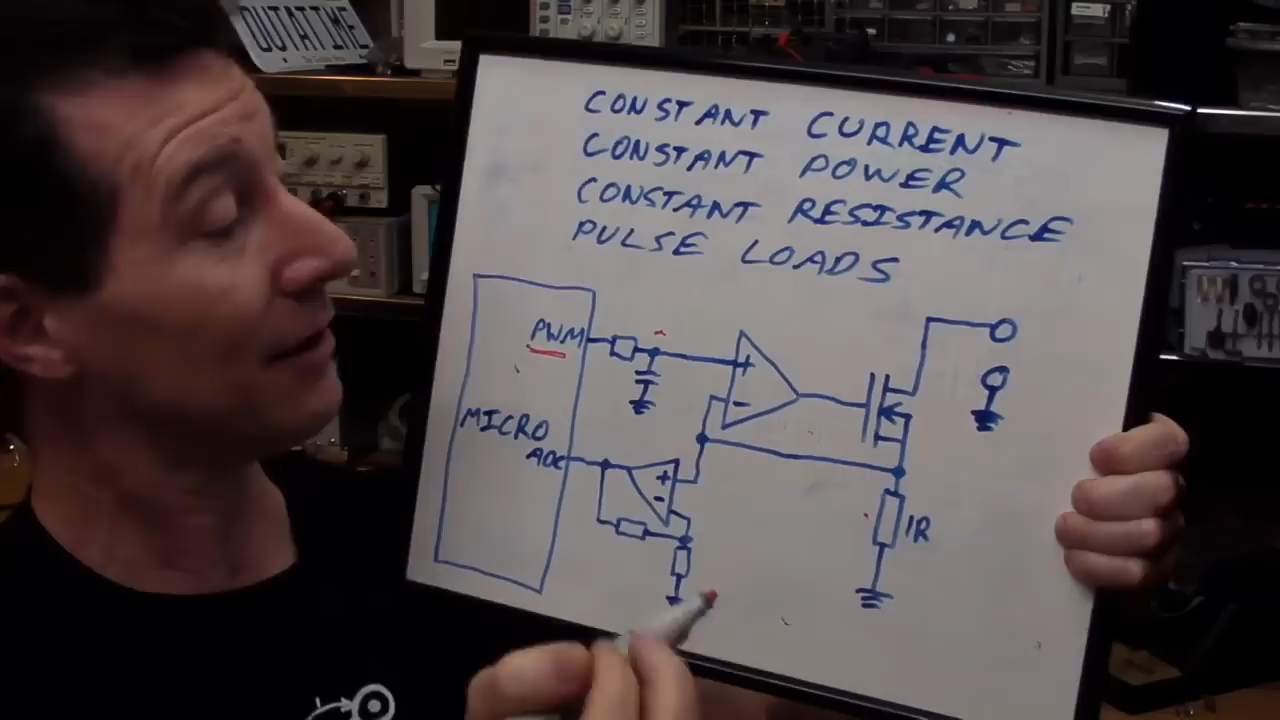 OUTATIME
CONSTANT CURRENT
CONSTANT POWER
CONSTANT RESISTANCE
PULSE LOADS
PWM
+
-
MICRO
ADC
+
-
1R